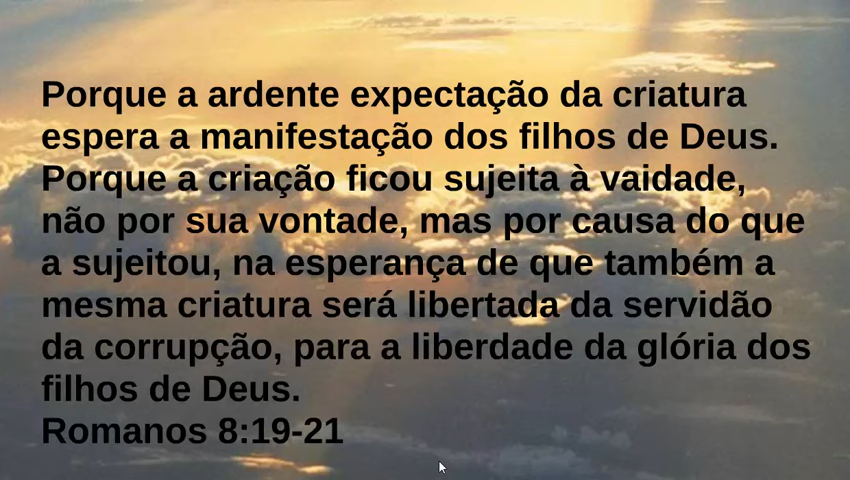 Porque a ardente expectação da criatura
espera a manifestação dos filhos de Deus.
Porque a criação ficou sujeita à vaidade,
não por sua vontade, mas por causa do que
a sujeitou, na esperança de que também a
mesma criatura será libertada da servidão
da corrupção, para a liberdade da glória dos
filhos de Deus.
Romanos 8:19-21